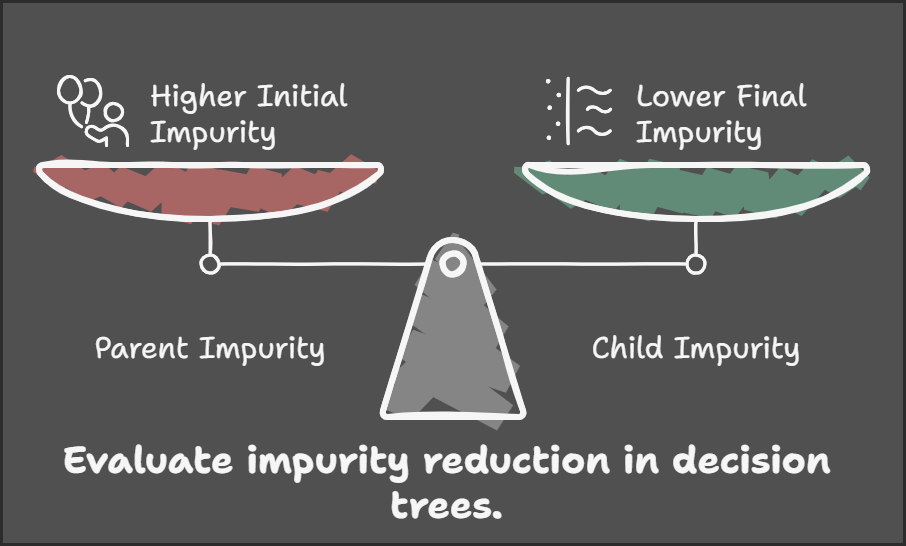 Higher Initial
Impurity
Lower Final
Impurity
Parent Impurity
Child Impurity
Evaluate impurity reduction in decision
trees.